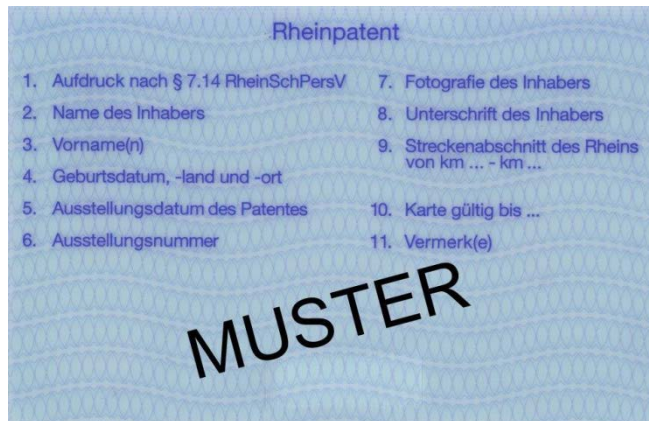 Rheinpatent
1. Aufdruck nach § 7.14 RheinSchPersV
2. Name des Inhabers
3. Vorname(n)
4. Geburtsdatum, -land und -ort
5. Ausstellungsdatum des Patentes
6. Ausstellungsnummer
7. Fotografie des Inhabers
8. Unterschrift des Inhabers
9. Streckenabschnitt des Rheins
von km ... - km ...
10. Karte gültig bis ...
11. Vermerk(e)
MUSTER